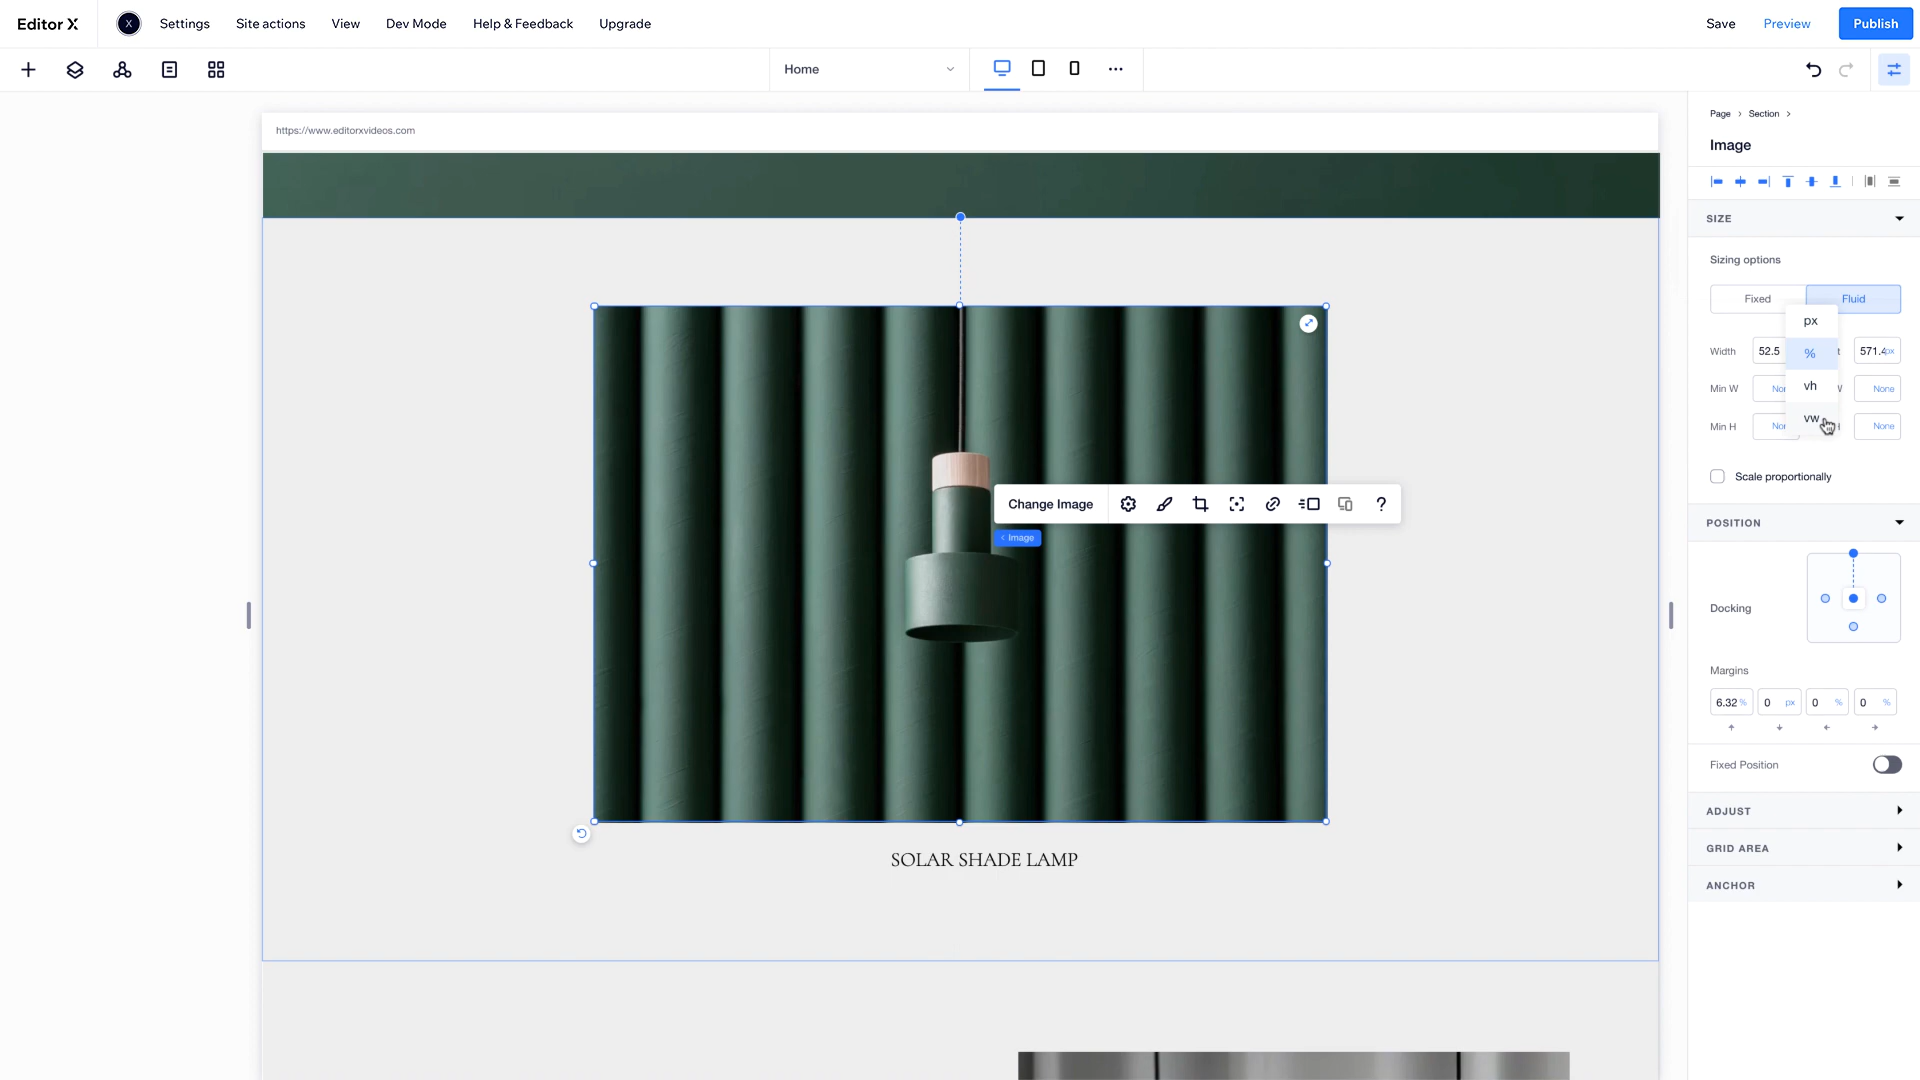 Editor X
X
Settings
Site actions
View
Dev Mode
Help & Feedback
Upgrade
Save
Preview
Publish
Home
https://www.editorxvideos.com
Page > Section >
Image
SIZE
Sizing options
Fixed
Fluid
px
%
vh
vw
Width 52.5
px
Min W
None
Min H
None
Scale proportionally
Change Image
?
< Image
POSITION
Docking
Margins
6.32 % 0 px 0 % 0 %
Fixed Position
ADJUST
GRID AREA
ANCHOR
SOLAR SHADE LAMP